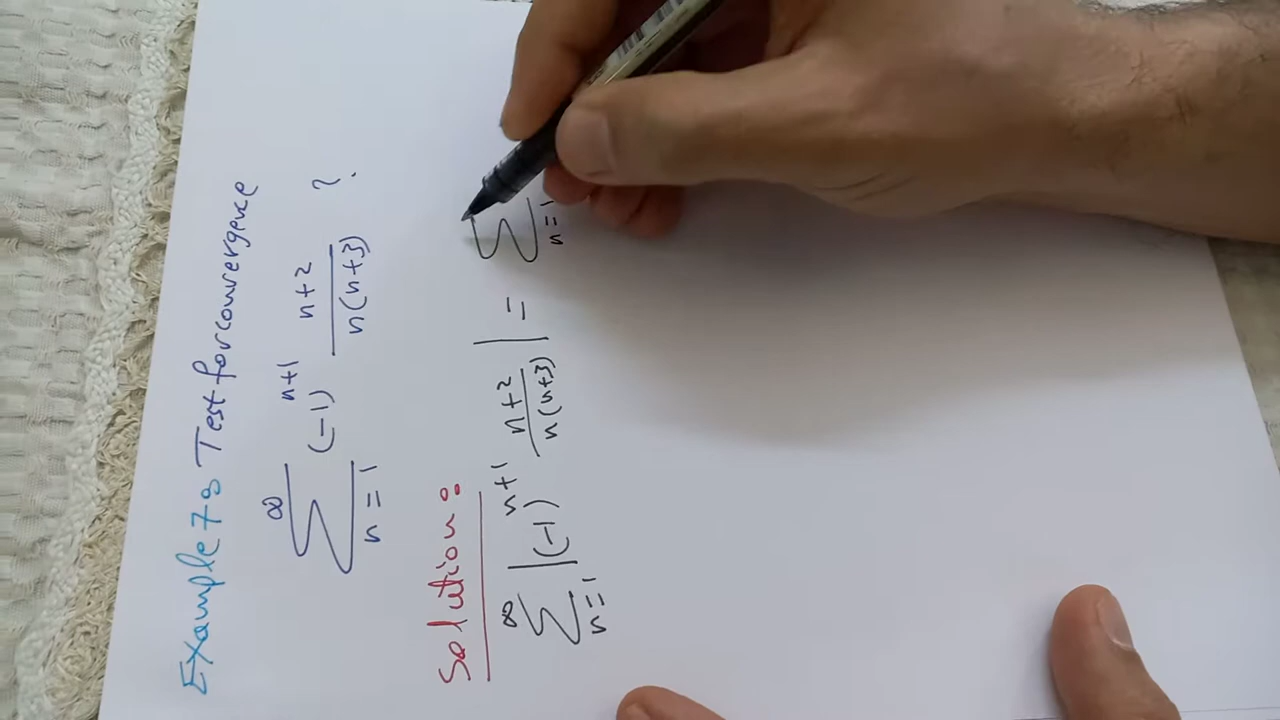 Example 7: Test for convergence
∞
∑ (-1)^(n+1) (n+2)/(n(n+3)) ?
n=1
Solution:
∞
∑ |(-1)^(n+1) (n+2)/(n(n+3))| = ∑
n=1 n=1